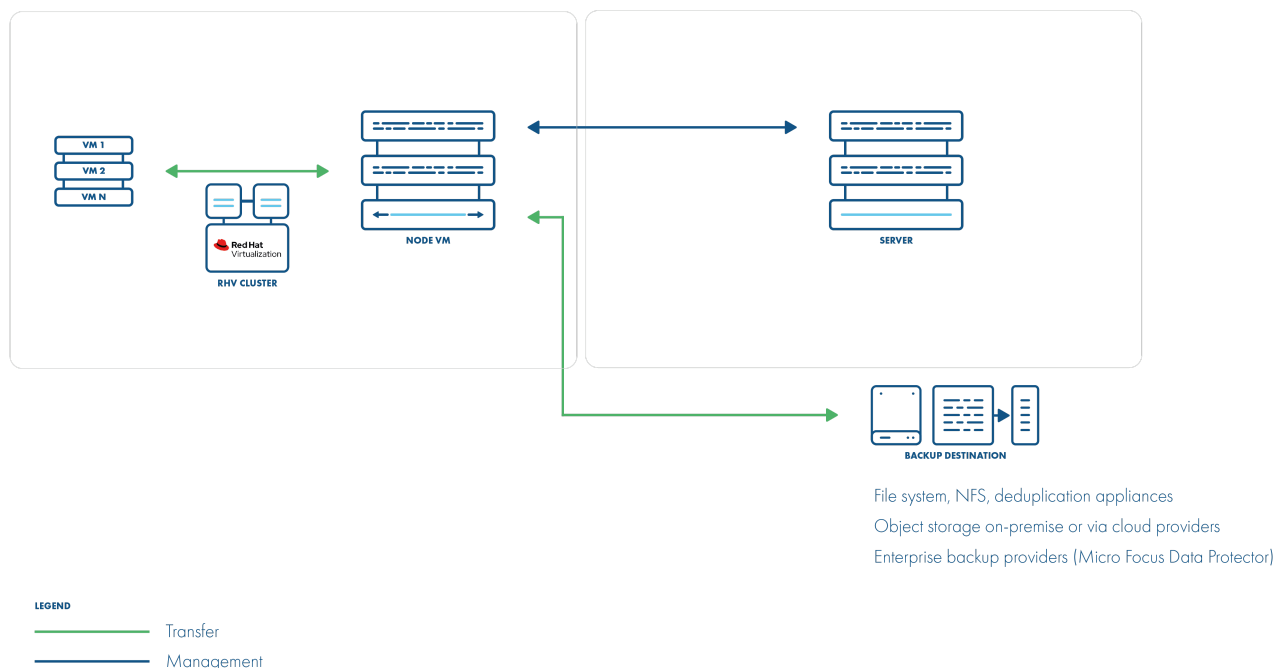 VM 1
VM 2
VM N
Red Hat
Virtualization
RHV CLUSTER
NODE VM
SERVER
BACKUP DESTINATION
File system, NFS, deduplication appliances
Object storage on-premise or via cloud providers
Enterprise backup providers (Micro Focus Data Protector)
LEGEND
Transfer
Management